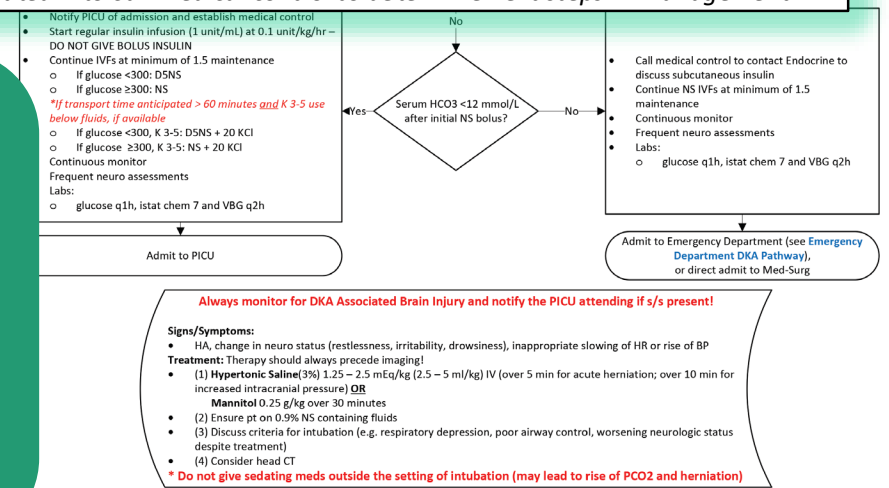 Notify PICU of admission and establish medical control
• Start regular insulin infusion (1 unit/mL) at 0.1 unit/kg/hr –
DO NOT GIVE BOLUS INSULIN
• Continue IVFs at minimum of 1.5 maintenance
o If glucose <300: D5NS
o If glucose ≥300: NS
*If transport time anticipated > 60 minutes and K 3-5 use
below fluids, if available
o If glucose <300, K 3-5: D5NS + 20 KCl
o If glucose ≥300, K 3-5: NS + 20 KCl
Continuous monitor
Frequent neuro assessments
Labs:
o glucose q1h, istat chem 7 and VBG q2h
Admit to PICU
No
Serum HCO3 <12 mmol/L
after initial NS bolus?
Yes
No
• Call medical control to contact Endocrine to
discuss subcutaneous insulin
• Continue NS IVFs at minimum of 1.5
maintenance
• Continuous monitor
• Frequent neuro assessments
• Labs:
o glucose q1h, istat chem 7 and VBG q2h
Admit to Emergency Department (see Emergency
Department DKA Pathway),
or direct admit to Med-Surg
Always monitor for DKA Associated Brain Injury and notify the PICU attending if s/s present!
Signs/Symptoms:
• HA, change in neuro status (restlessness, irritability, drowsiness), inappropriate slowing of HR or rise of BP
Treatment: Therapy should always precede imaging!
• (1) Hypertonic Saline(3%) 1.25 – 2.5 mEq/kg (2.5 – 5 ml/kg) IV (over 5 min for acute herniation; over 10 min for
increased intracranial pressure) OR
Mannitol 0.25 g/kg over 30 minutes
• (2) Ensure pt on 0.9% NS containing fluids
• (3) Discuss criteria for intubation (e.g. respiratory depression, poor airway control, worsening neurologic status
despite treatment)
• (4) Consider head CT
* Do not give sedating meds outside the setting of intubation (may lead to rise of PCO2 and herniation)